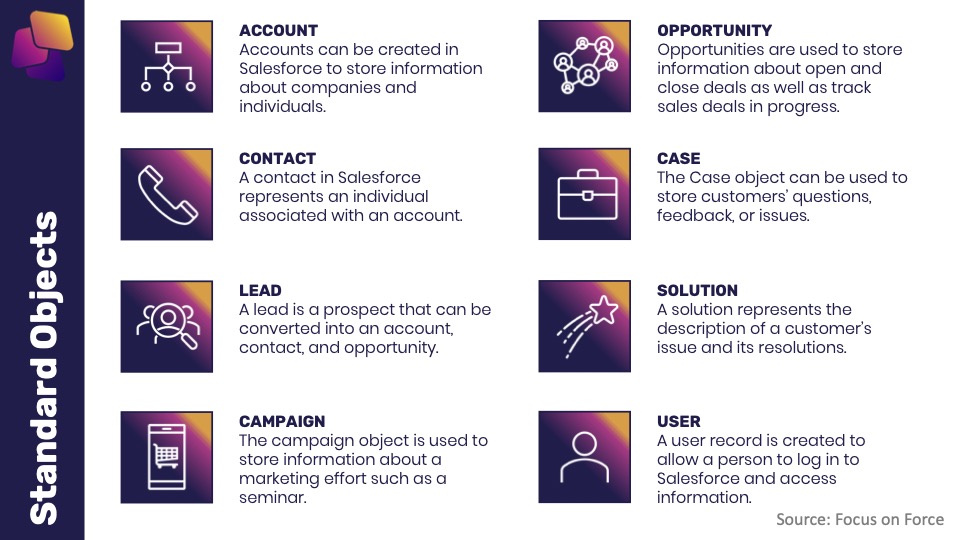 Standard Objects
ACCOUNT
Accounts can be created in
Salesforce to store information
about companies and
individuals.
CONTACT
A contact in Salesforce
represents an individual
associated with an account.
LEAD
A lead is a prospect that can be
converted into an account,
contact, and opportunity.
CAMPAIGN
The campaign object is used to
store information about a
marketing effort such as a
seminar.
OPPORTUNITY
Opportunities are used to store
information about open and
close deals as well as track
sales deals in progress.
CASE
The Case object can be used to
store customers’ questions,
feedback, or issues.
SOLUTION
A solution represents the
description of a customer’s
issue and its resolutions.
USER
A user record is created to
allow a person to log in to
Salesforce and access
information.
Source: Focus on Force